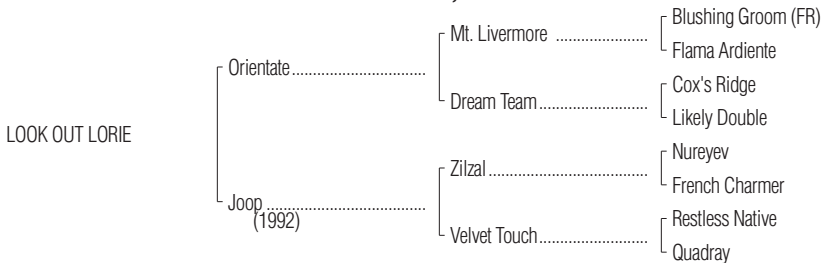 Blushing Groom (FR)
Mt. Livermore ......................
Flama Ardiente
Orientate................................
Cox's Ridge
Dream Team..........................
Likely Double
LOOK OUT LORIE
Nureyev
Zilzal.......................................
French Charmer
Joop ......................................
(1992)
Restless Native
Velvet Touch..........................
Quadray